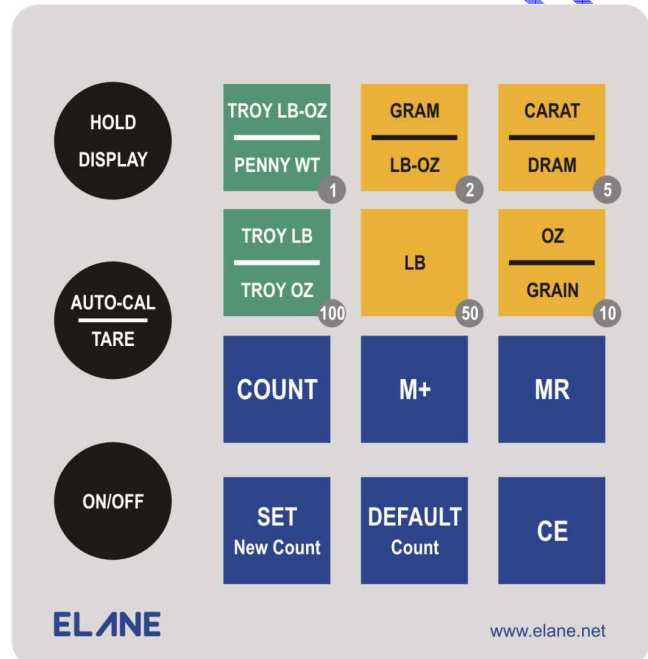 HOLD
DISPLAY
TROY LB-OZ
PENNY WT
1
GRAM
LB-OZ
2
CARAT
DRAM
5
AUTO-CAL
TARE
TROY LB
TROY OZ
100
LB
50
OZ
GRAIN
10
COUNT
M+
MR
ON/OFF
SET
New Count
DEFAULT
Count
CE
ELANE
www.elane.net